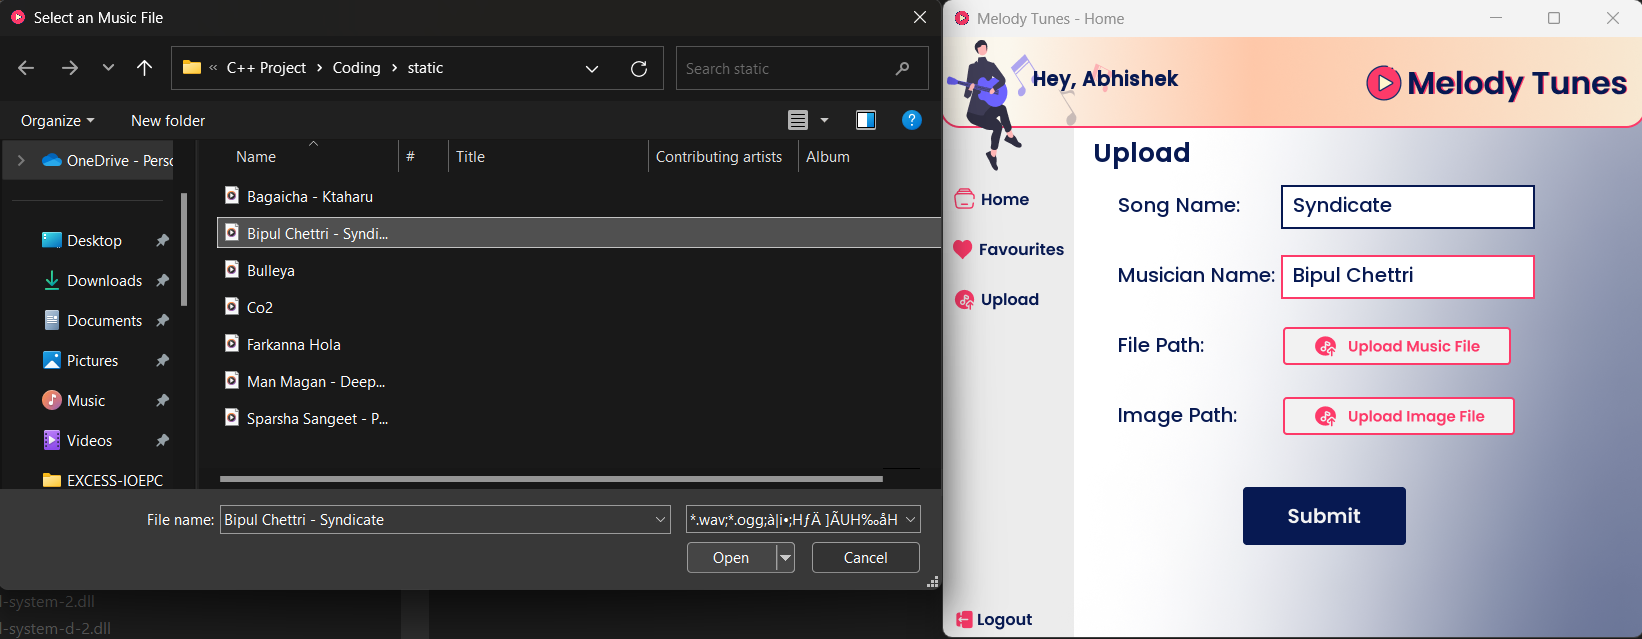 Select an Music File
« C++ Project › Coding › static
Search static
Organize
New folder
?
OneDrive - Persc
Desktop
Downloads
Documents
Pictures
Music
Videos
EXCESS-IOEPC
Name
#
Title
Contributing artists
Album
Bagaicha - Ktaharu
Bipul Chettri - Syndi...
Bulleya
Co2
Farkanna Hola
Man Magan - Deep...
Sparsha Sangeet - P...
File name:
Bipul Chettri - Syndicate
*.wav;*.ogg;à|i•;HƒÄ ]ÃUH‰åH
Open
Cancel
-system-2.dll
-system-d-2.dll
Melody Tunes - Home
Hey, Abhishek
Melody Tunes
Home
Favourites
Upload
Logout
Upload
Song Name:
Syndicate
Musician Name:
Bipul Chettri
File Path:
Upload Music File
Image Path:
Upload Image File
Submit